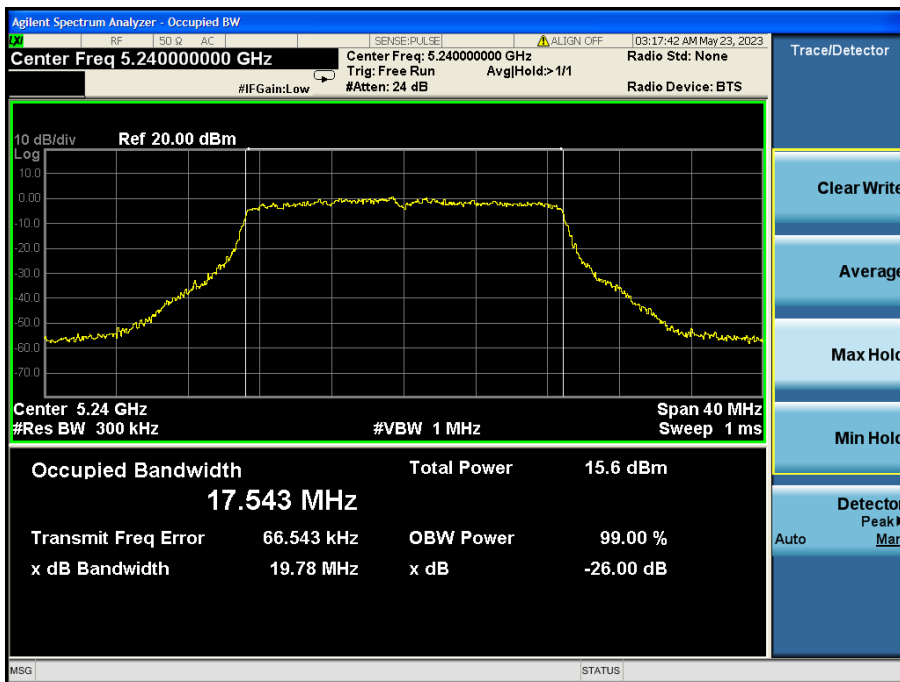 Agilent Spectrum Analyzer - Occupied BW
LXI RF 50 Ω AC SENSE:PULSE ALIGN OFF 03:17:42 AM May 23, 2023
Center Freq 5.240000000 GHz
Center Freq: 5.240000000 GHz
Radio Std: None
Trig: Free Run Avg|Hold:> 1/1
#IFGain:Low #Atten: 24 dB Radio Device: BTS
10 dB/div Ref 20.00 dBm
Log
10.0
0.00
-10.0
-20.0
-30.0
-40.0
-50.0
-60.0
-70.0
Center 5.24 GHz Span 40 MHz
#Res BW 300 kHz #VBW 1 MHz Sweep 1 ms
Occupied Bandwidth Total Power 15.6 dBm
17.543 MHz
Transmit Freq Error 66.543 kHz OBW Power 99.00 %
x dB Bandwidth 19.78 MHz x dB -26.00 dB
MSG STATUS
Trace/Detector
Clear Write
Average
Max Hold
Min Hold
Detector
Peak
Auto Man